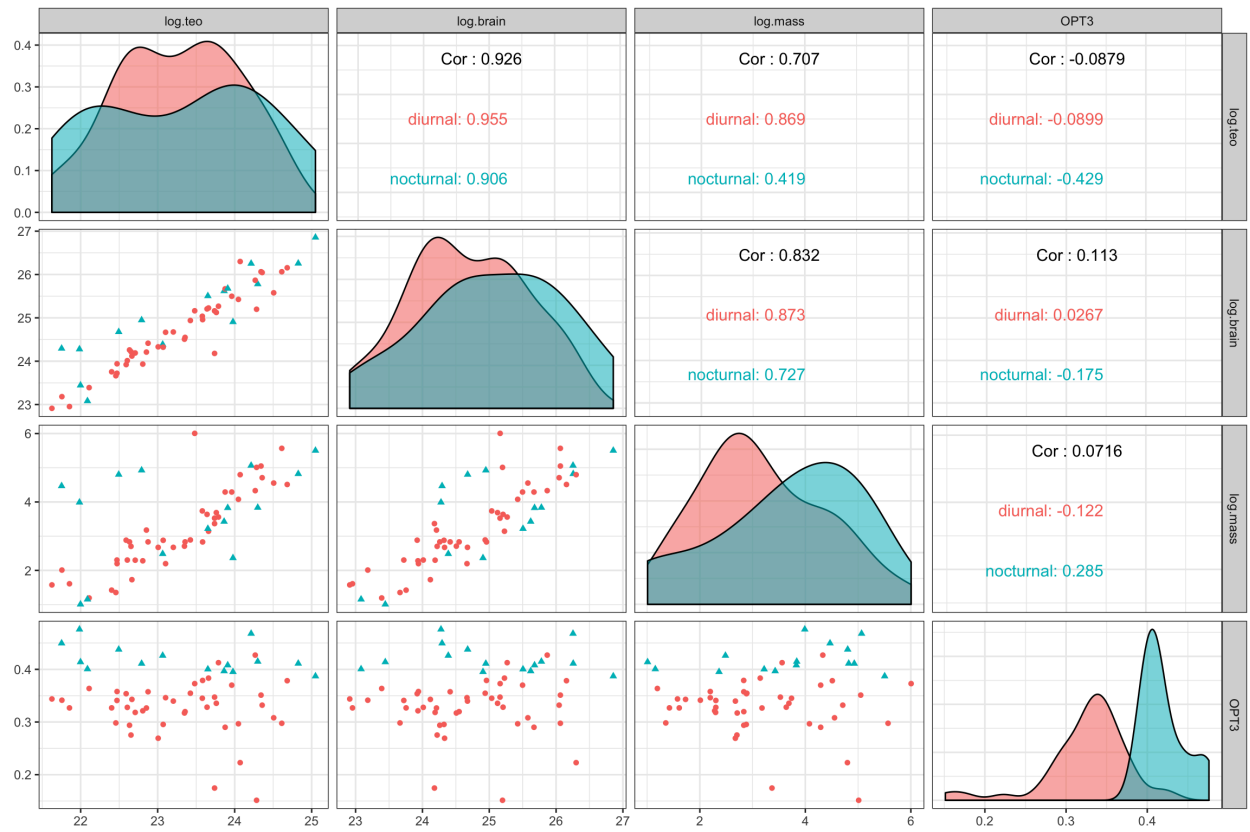 log.teo log.brain log.mass OPT3
0.4
0.3
0.2
0.1
0.0
Cor : 0.926
diurnal: 0.955
nocturnal: 0.906
Cor : 0.707
diurnal: 0.869
nocturnal: 0.419
Cor : -0.0879
diurnal: -0.0899
nocturnal: -0.429
log.teo
27
26
25
24
23
Cor : 0.832
diurnal: 0.873
nocturnal: 0.727
Cor : 0.113
diurnal: 0.0267
nocturnal: -0.175
log.brain
6
4
2
Cor : 0.0716
diurnal: -0.122
nocturnal: 0.285
log.mass
0.4
0.3
0.2
OPT3
22 23 24 25
23 24 25 26 27
2 4 6
0.2 0.3 0.4